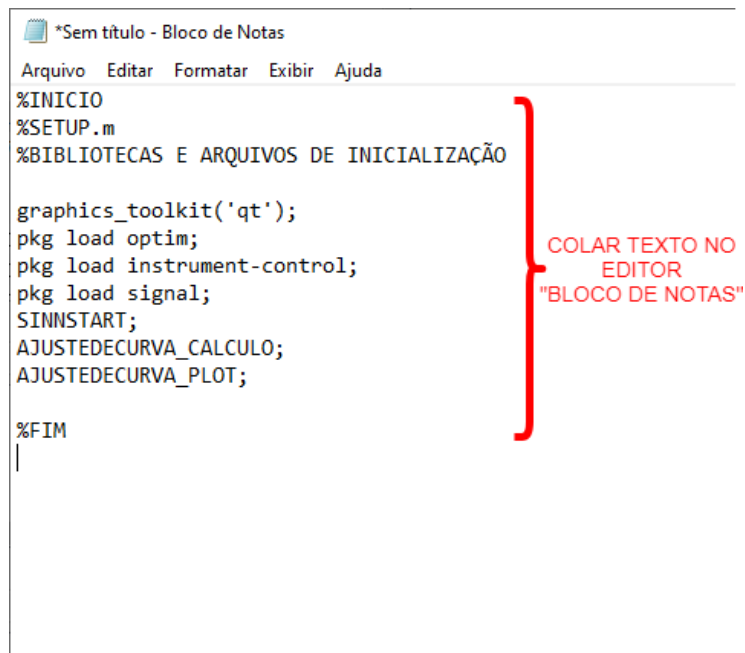 *Sem título - Bloco de Notas
Arquivo Editar Formatar Exibir Ajuda
%INICIO
%SETUP.m
%BIBLIOTECAS E ARQUIVOS DE INICIALIZAÇÃO
graphics_toolkit('qt');
pkg load optim;
pkg load instrument-control;
pkg load signal;
SINNSTART;
AJUSTEDECURVA_CALCULO;
AJUSTEDECURVA_PLOT;
%FIM
COLAR TEXTO NO
EDITOR
"BLOCO DE NOTAS"